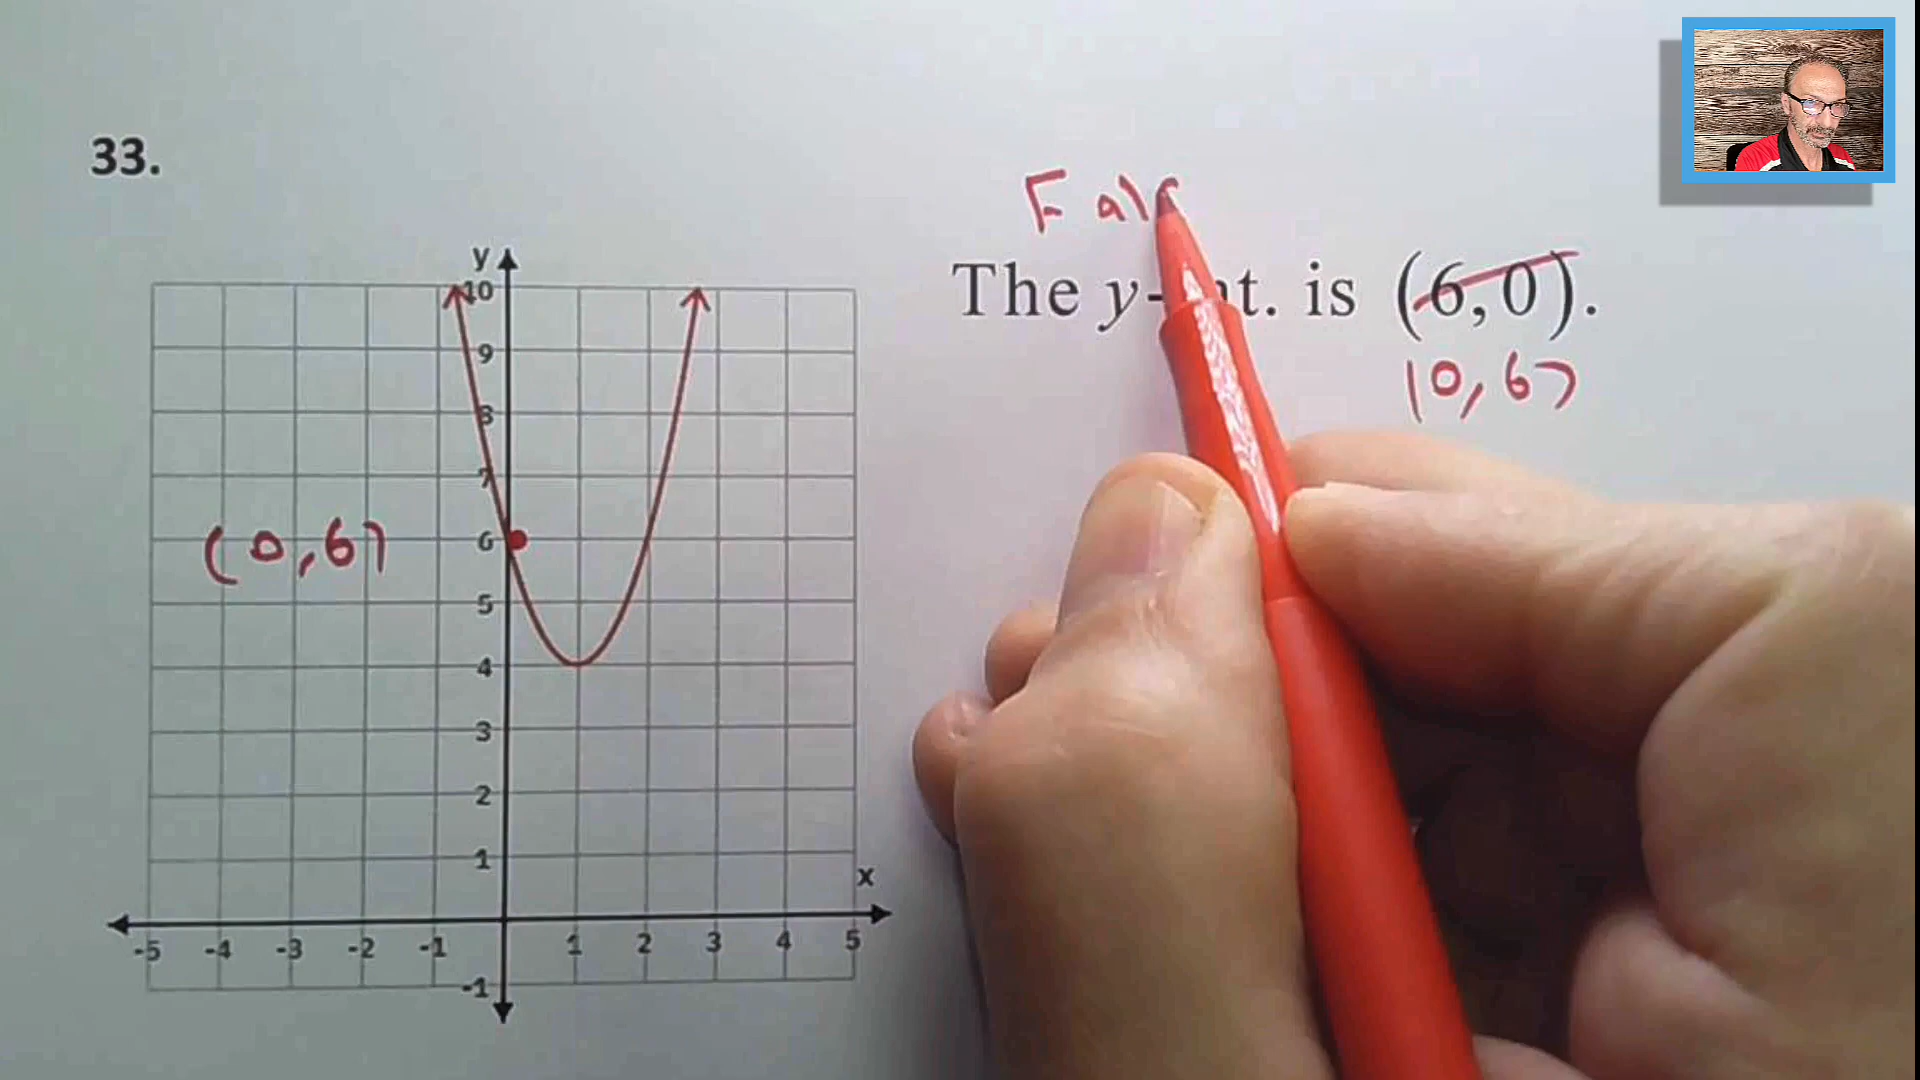 33.
Fals
The y-int. is (6, 0).
(0, 6)
y
10
9
8
7
(0, 6)
6
5
4
3
2
1
x
-5 -4 -3 -2 -1 1 2 3 4 5
-1